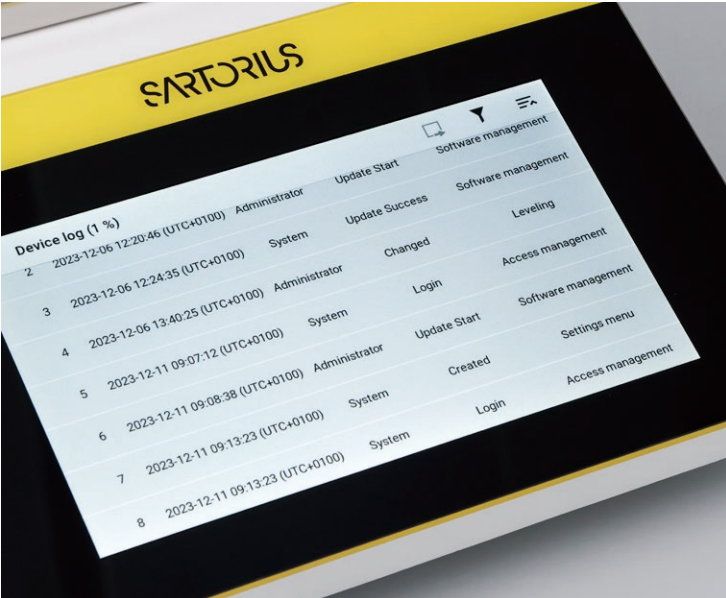 SARTORIUS
Device log (1 %)
2 2023-12-06 12:20:46 (UTC+0100) Administrator Update Start Software management
3 2023-12-06 12:24:35 (UTC+0100) System Update Success Software management
4 2023-12-06 13:40:25 (UTC+0100) Administrator Changed Leveling
5 2023-12-11 09:07:12 (UTC+0100) System Login Access management
6 2023-12-11 09:08:38 (UTC+0100) Administrator Update Start Software management
7 2023-12-11 09:13:23 (UTC+0100) System Created Settings menu
8 2023-12-11 09:13:23 (UTC+0100) System Login Access management